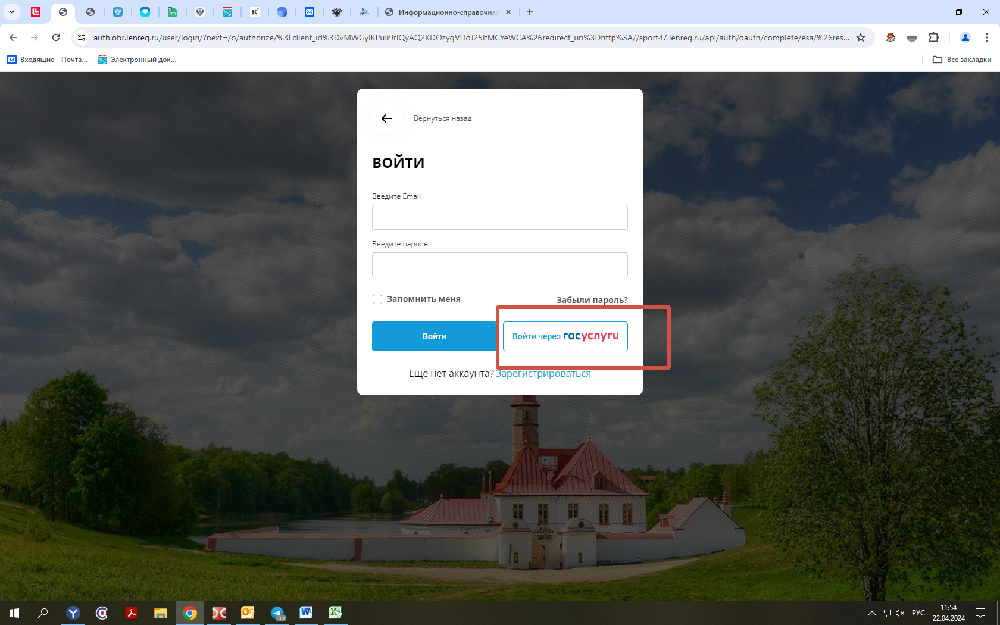 Информационно-справочна
auth.obr.lenreg.ru/user/login/?next=/o/authorize/%3Fclient_id%3DvMWGylKPuIi9rlQyAQ2KDOzygVDoJ25IfMCYeWCA%26redirect_uri%3Dhttp%3A//sport47.lenreg.ru/api/auth/oauth/complete/esa/%26res...
Входящие - Почта...
Электронный док...
Все закладки
Вернуться назад
ВОЙТИ
Введите Email
Введите пароль
Запомнить меня
Забыли пароль?
Войти
Войти через госуслуги
Еще нет аккаунта? Зарегистрироваться
12
РУС
11:54
22.04.2024